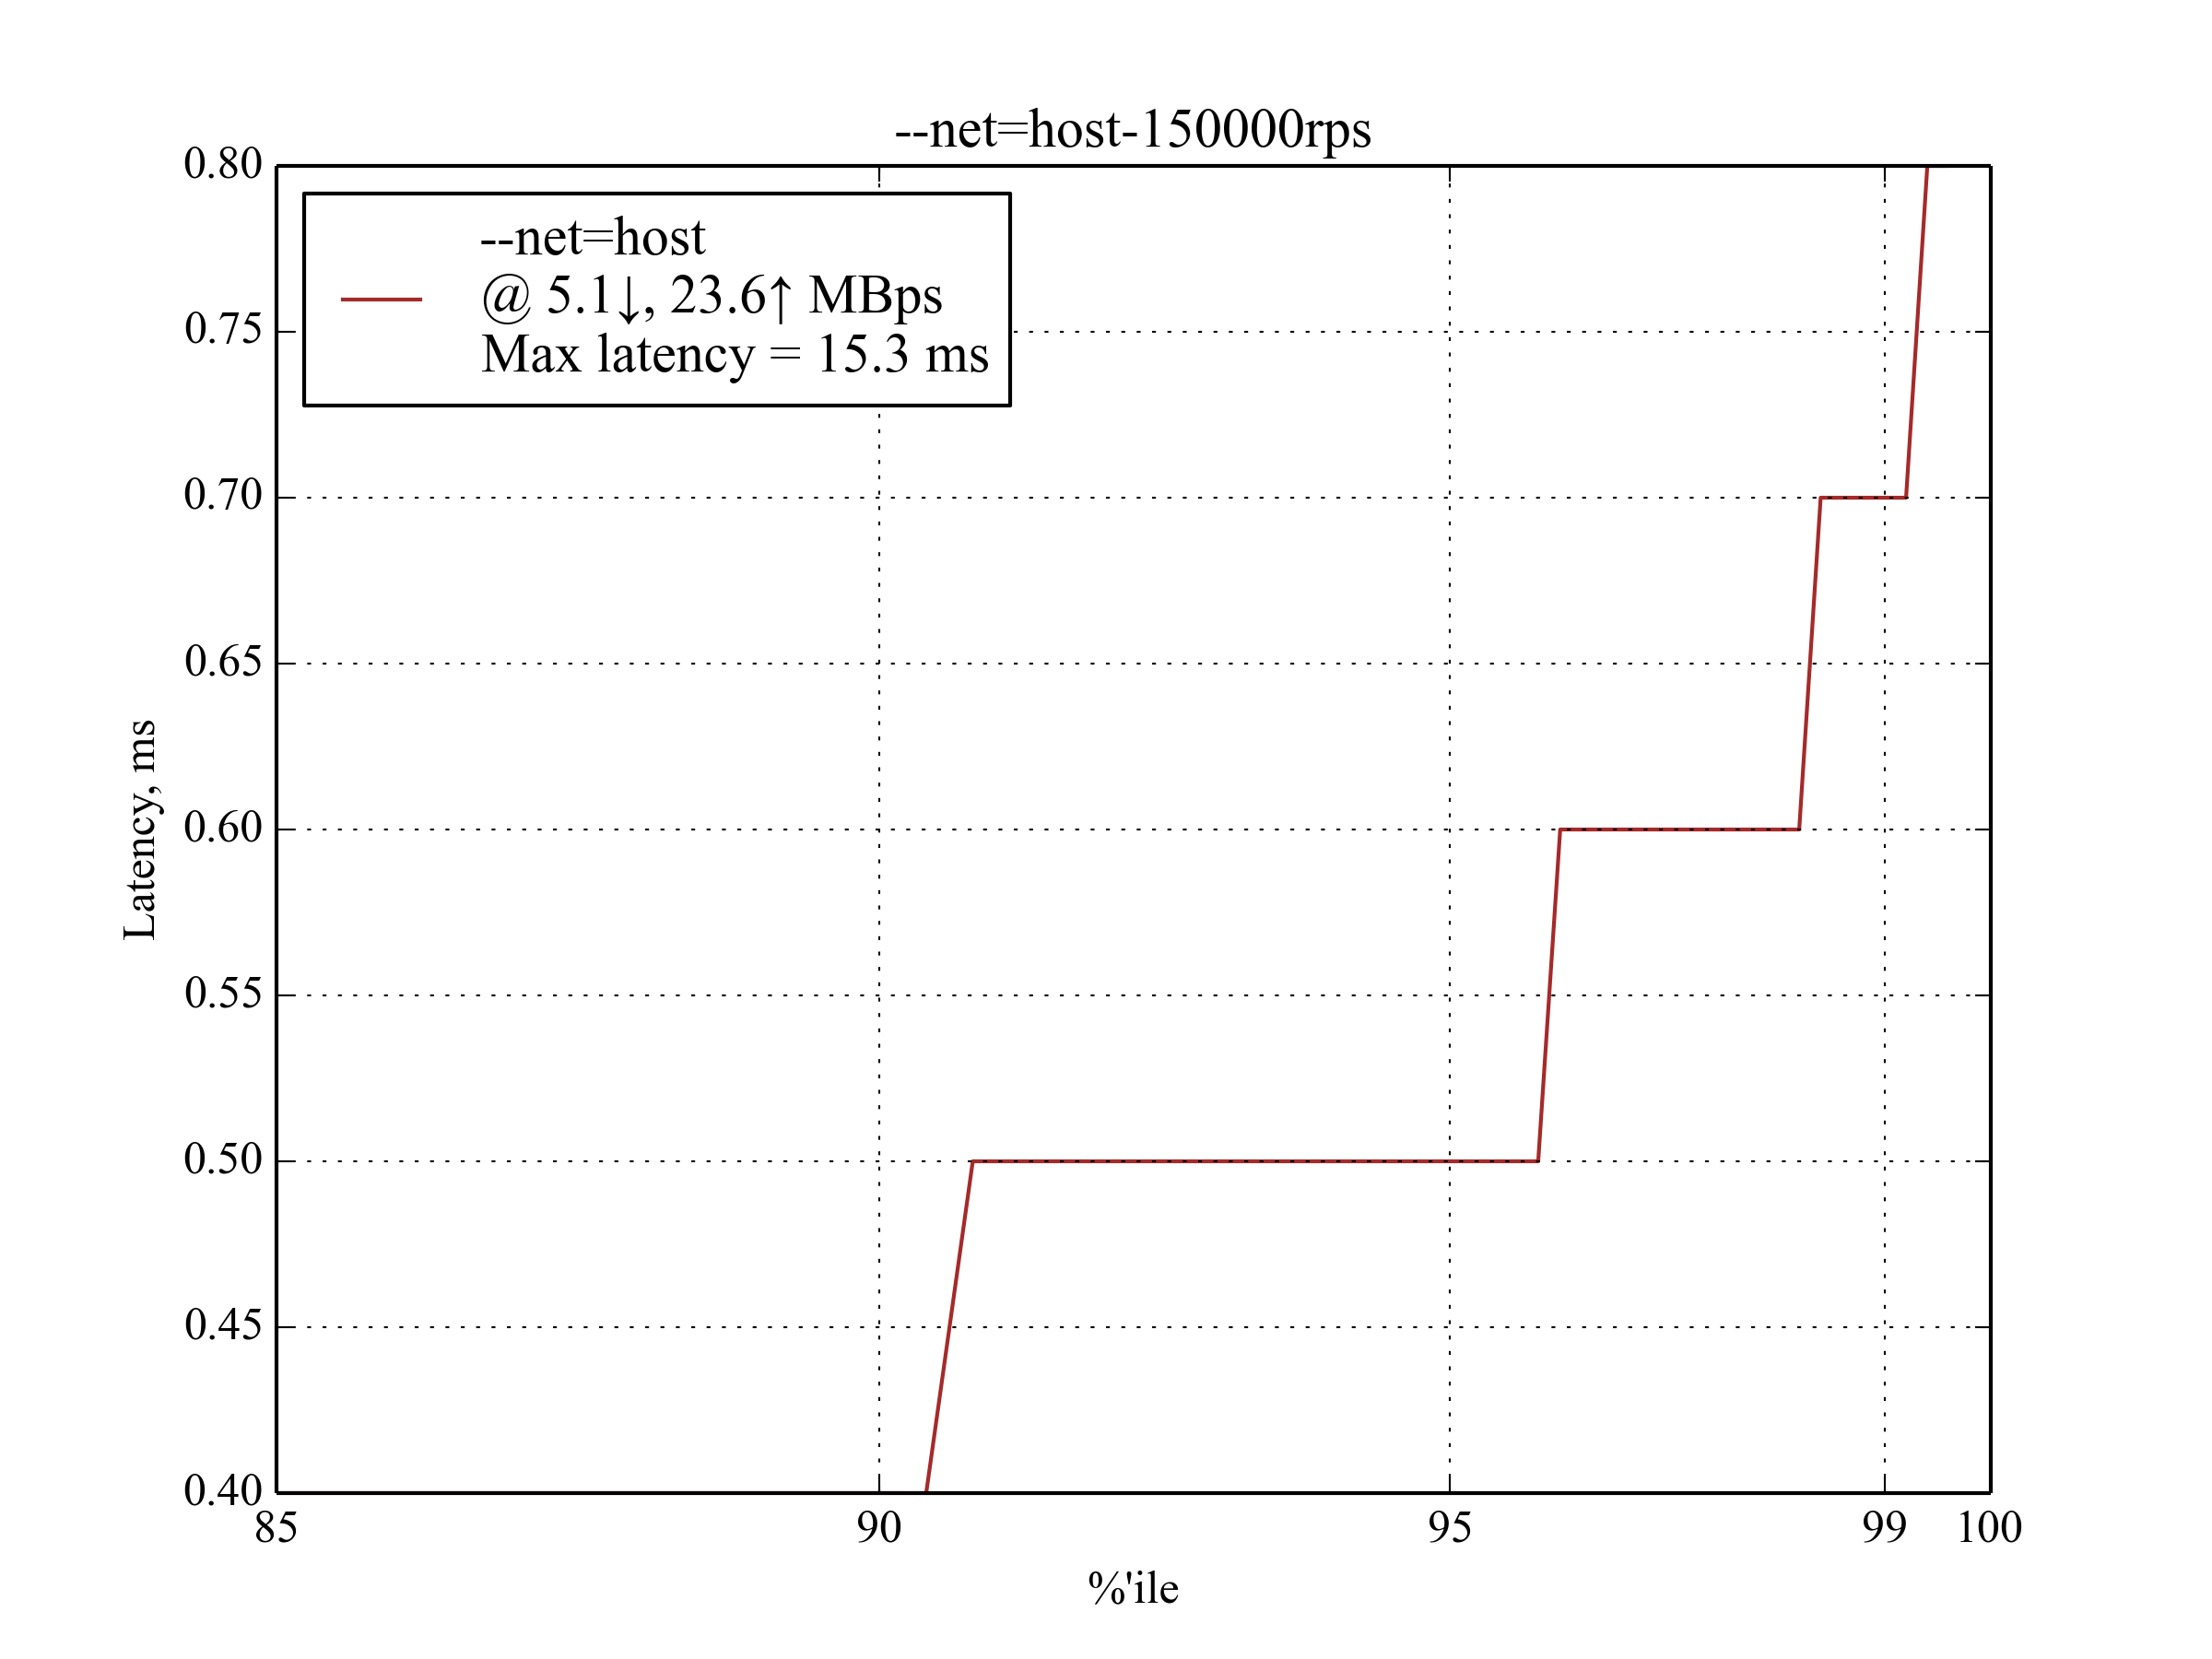 --net=host-150000rps
--net=host
@ 5.1↓, 23.6↑ MBps
Max latency = 15.3 ms
0.80
0.75
0.70
0.65
0.60
0.55
0.50
0.45
0.40
Latency, ms
85 90 95 99 100
%'ile